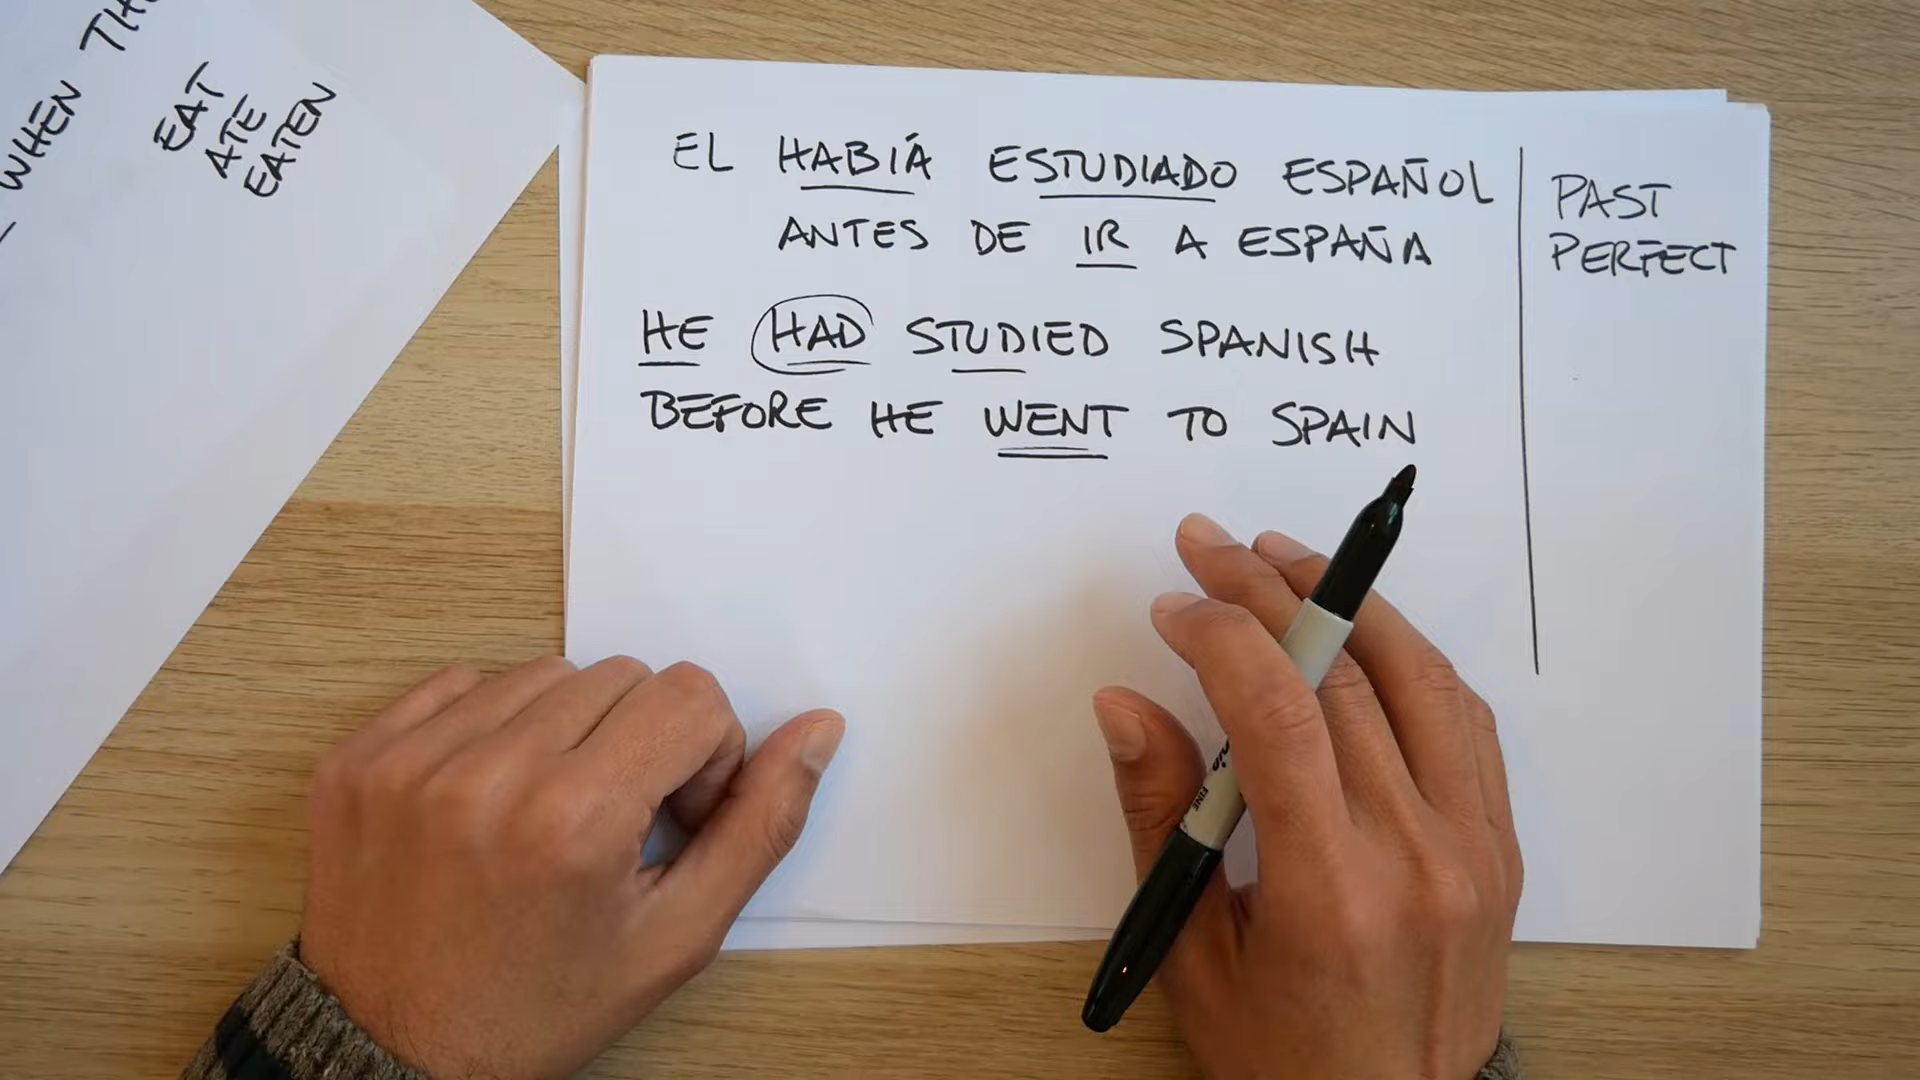 WHEN
EAT
ATE
EATEN
EL HABIÁ ESTUDIADO ESPAÑOL
ANTES DE IR A ESPAÑA
HE HAD STUDIED SPANISH
BEFORE HE WENT TO SPAIN
PAST
PERFECT
FINE